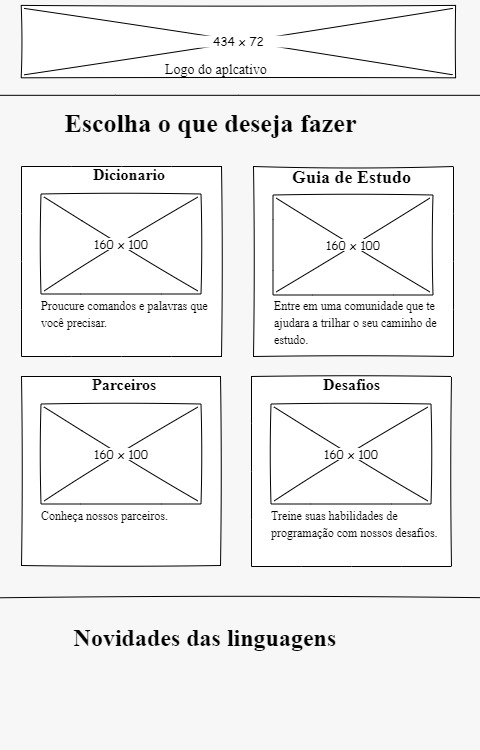 434 x 72
Logo do aplcativo
Escolha o que deseja fazer
Dicionario
Guia de Estudo
160 x 100
160 x 100
Proucure comandos e palavras que
você precisar.
Entre em uma comunidade que te
ajudara a trilhar o seu caminho de
estudo.
Parceiros
Desafios
160 x 100
160 x 100
Conheça nossos parceiros.
Treine suas habilidades de
programação com nossos desafios.
Novidades das linguagens